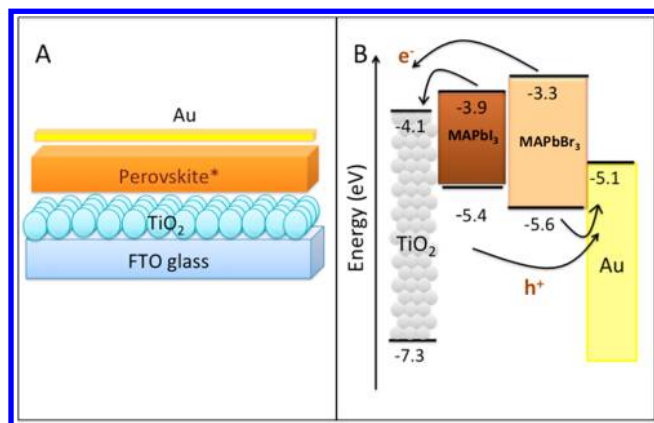 A
Au
Perovskite*
TiO₂
FTO glass
B
Energy (eV)
e⁻
-4.1
TiO₂
-7.3
-3.9
MAPbI₃
-5.4
-3.3
MAPbBr₃
-5.6
-5.1
Au
h⁺